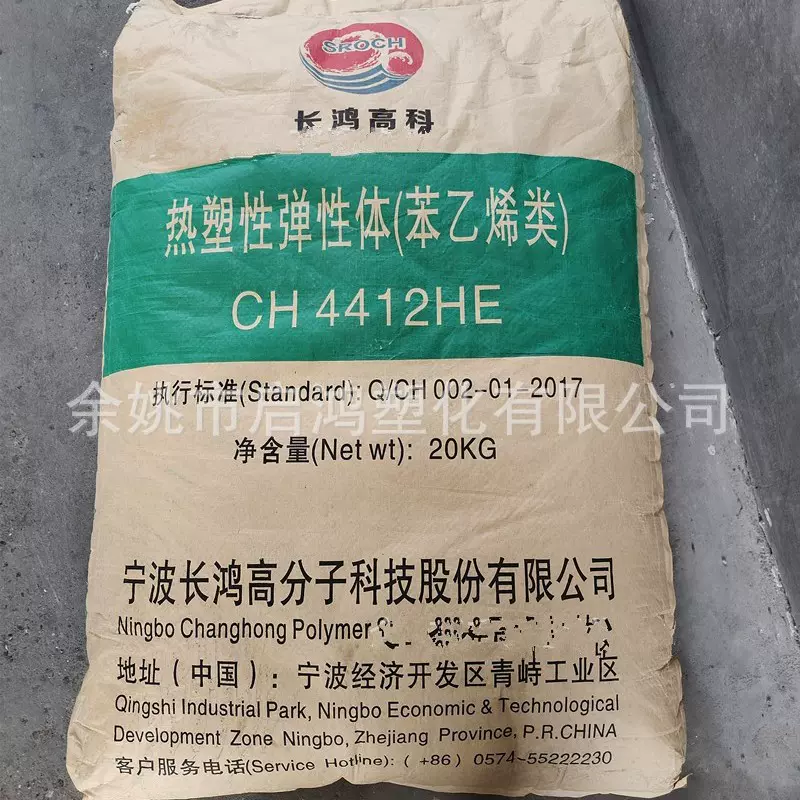 SROCH
长鸿高科
热塑性弹性体(苯乙烯类)
CH 4412HE
执行标准(Standard): Q/CH 002--01-2017
余姚市启鸿塑化有限公司
净含量(Net wt): 20KG
宁波长鸿高分子科技股份有限公司
Ningbo Changhong Polymer
地址（中国）: 宁波经济开发区青峙工业区
Qingshi Industrial Park, Ningbo Economic & Technological
Development Zone Ningbo, Zhejiang Province, P.R.CHINA
客户服务电话(Service Hotline): (+86) 0574-55222230